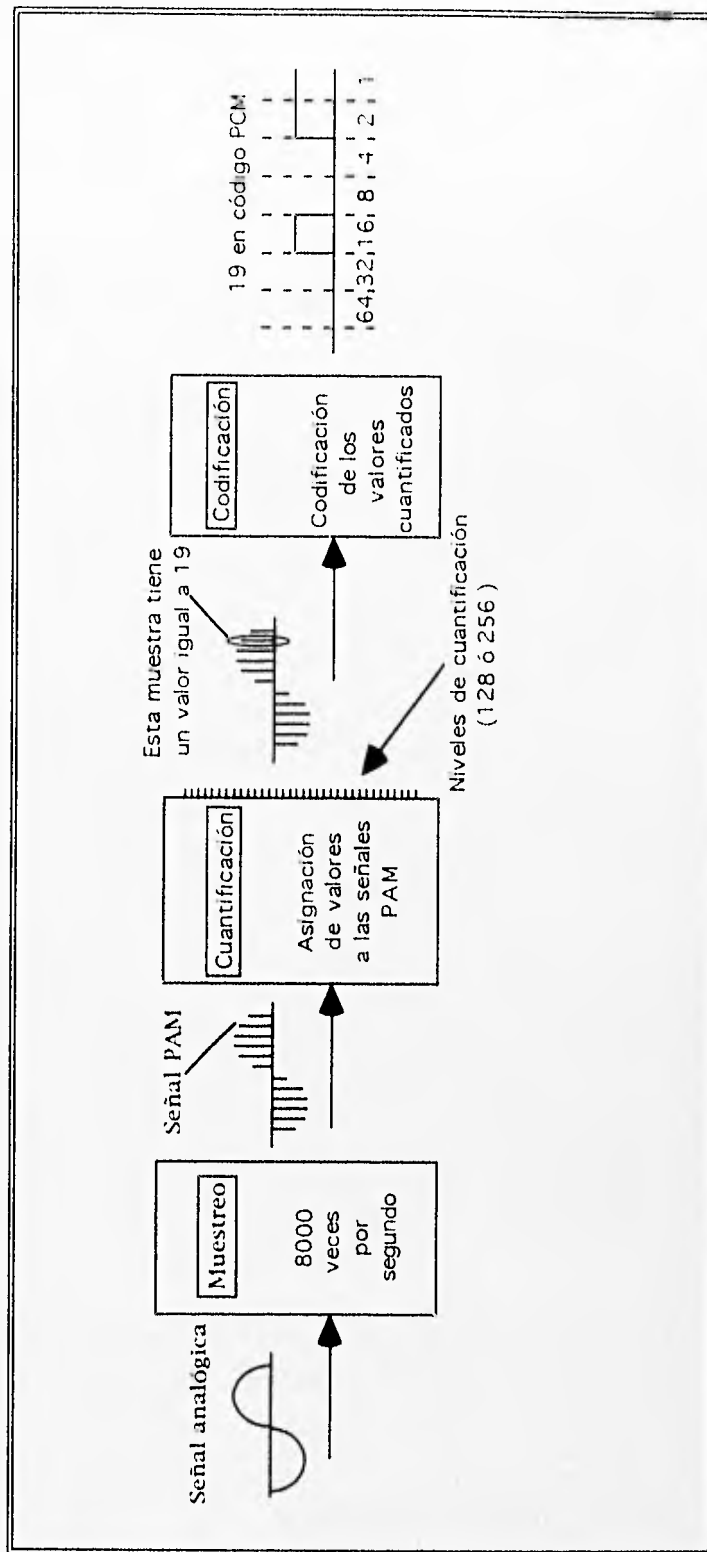 Señal analógica
Muestreo
8000
veces
por
segundo
Señal PAM
Cuantificación
Asignación
de valores
a las señales
PAM
Niveles de cuantificación
(128 ó 256 )
Esta muestra tiene
un valor igual a 19
Codificación
Codificación
de los
valores
cuantificados
19 en código PCM
64 32 16 8 4 2 1